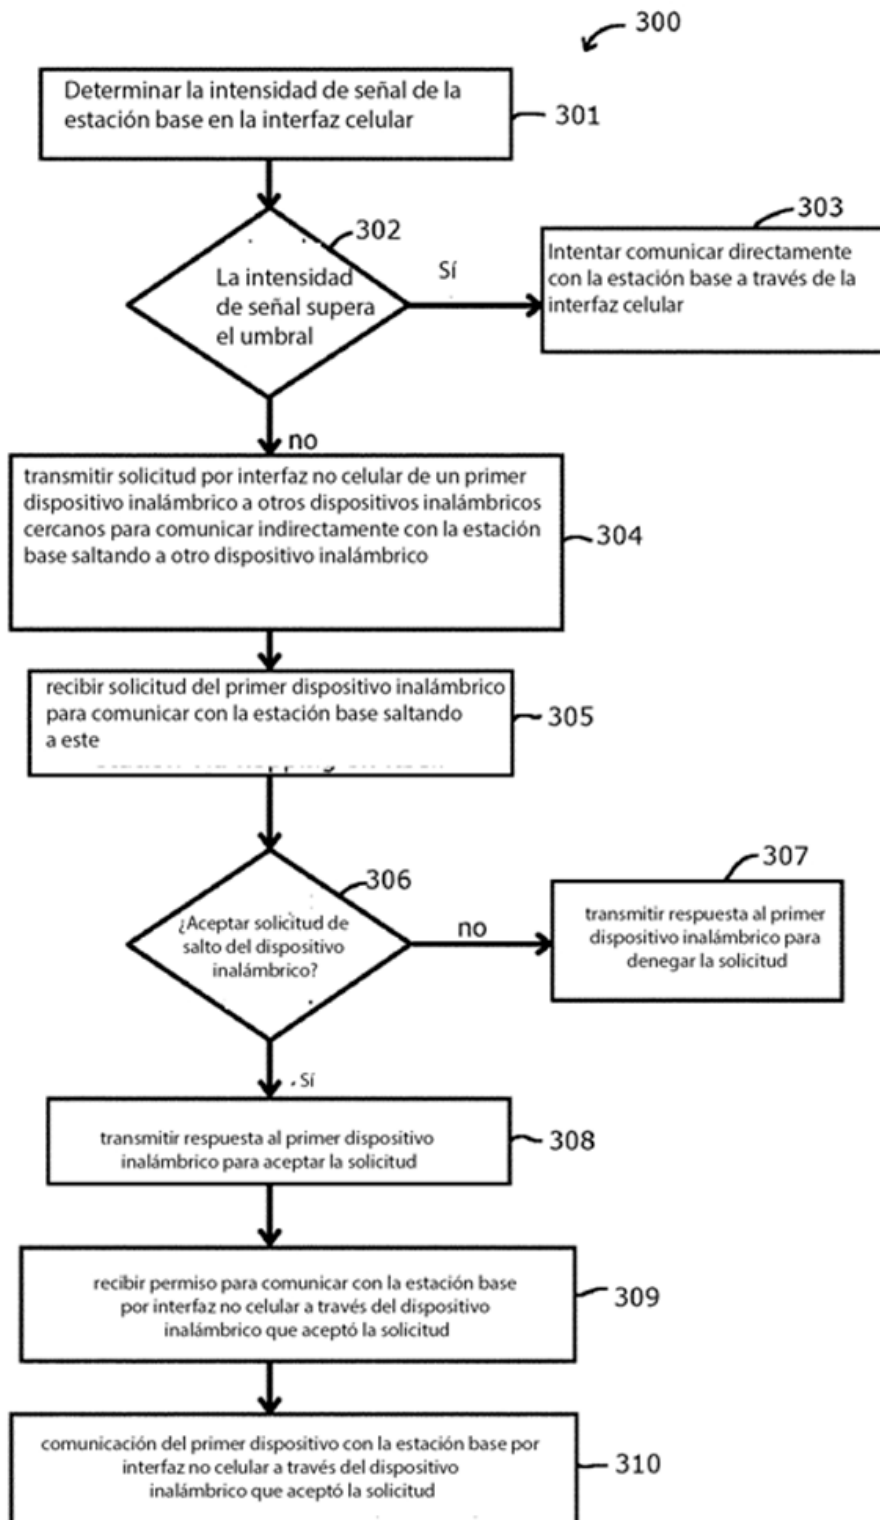 300
Determinar la intensidad de señal de la
estación base en la interfaz celular
301
302
La intensidad
de señal supera
el umbral
Sí
303
Intentar comunicar directamente
con la estación base a través de la
interfaz celular
no
transmitir solicitud por interfaz no celular de un primer
dispositivo inalámbrico a otros dispositivos inalámbricos
cercanos para comunicar indirectamente con la estación
base saltando a otro dispositivo inalámbrico
304
recibir solicitud del primer dispositivo inalámbrico
para comunicar con la estación base saltando
a este
305
306
¿Aceptar solicitud de
salto del dispositivo
inalámbrico?
no
307
transmitir respuesta al primer
dispositivo inalámbrico para
denegar la solicitud
Sí
transmitir respuesta al primer dispositivo
inalámbrico para aceptar la solicitud
308
recibir permiso para comunicar con la estación base
por interfaz no celular a través del dispositivo
inalámbrico que aceptó la solicitud
309
comunicación del primer dispositivo con la estación base por
interfaz no celular a través del dispositivo
inalámbrico que aceptó la solicitud
310